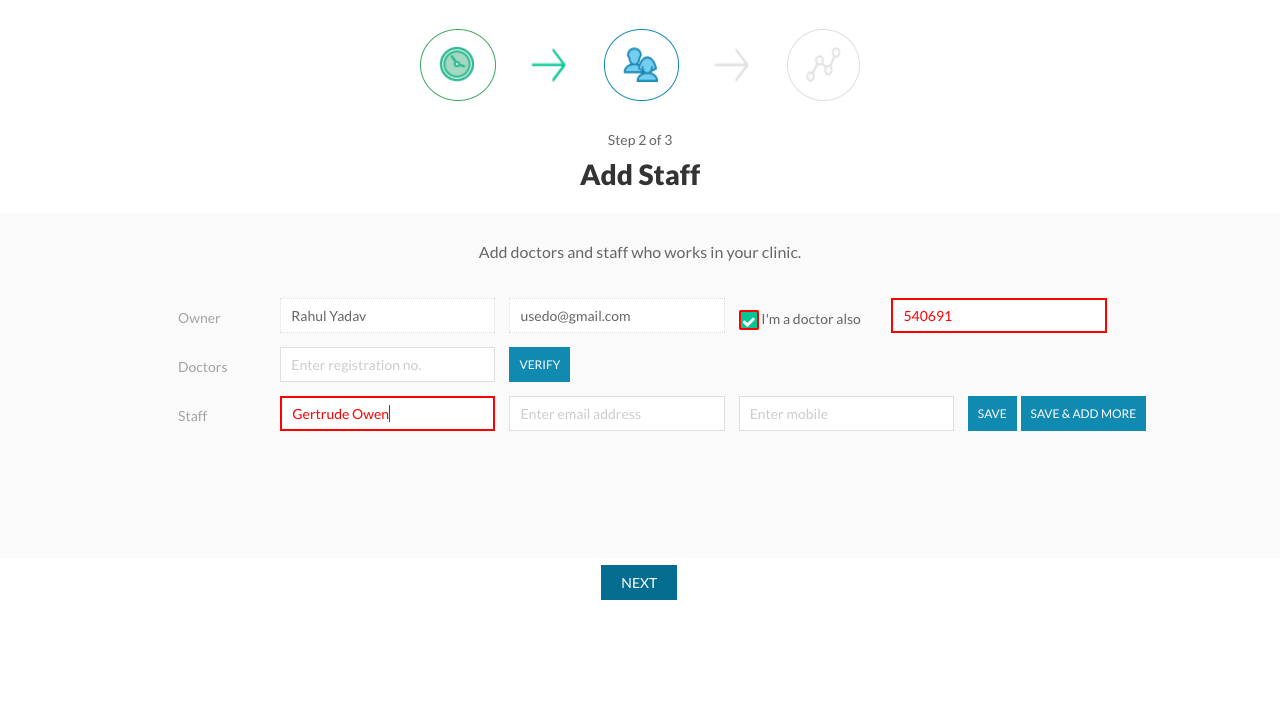 Step 2 of 3
Add Staff
Add doctors and staff who works in your clinic.
Owner Rahul Yadav usedo@gmail.com I'm a doctor also 540691
Doctors Enter registration no. VERIFY
Staff Gertrude Owen Enter email address Enter mobile SAVE SAVE & ADD MORE
NEXT